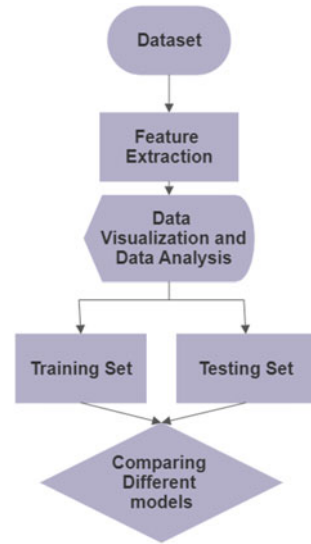 Dataset
Feature
Extraction
Data
Visualization and
Data Analysis
Training Set
Testing Set
Comparing
Different
models